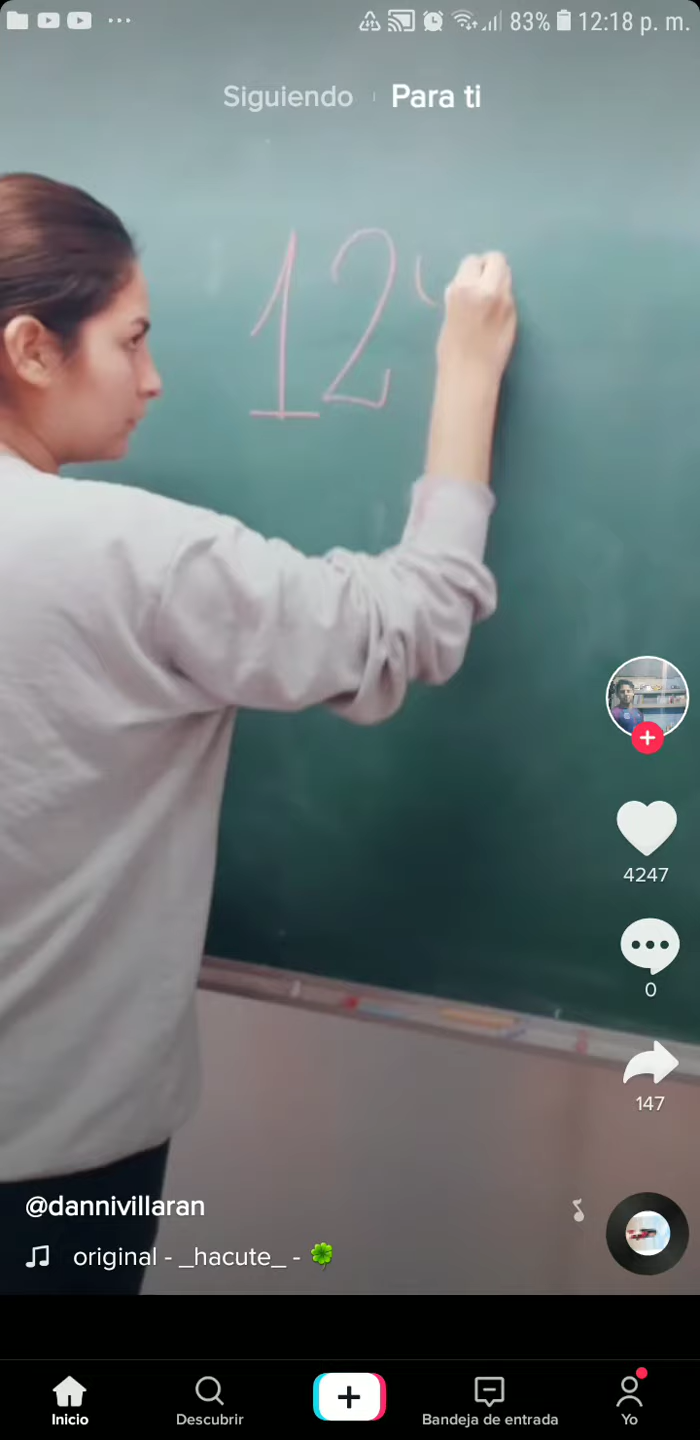 83% 12:18 p. m.
Siguiendo Para ti
12
4247
0
147
@dannivillaran
original - _hacute_ - 🍀
Inicio Descubrir Bandeja de entrada Yo